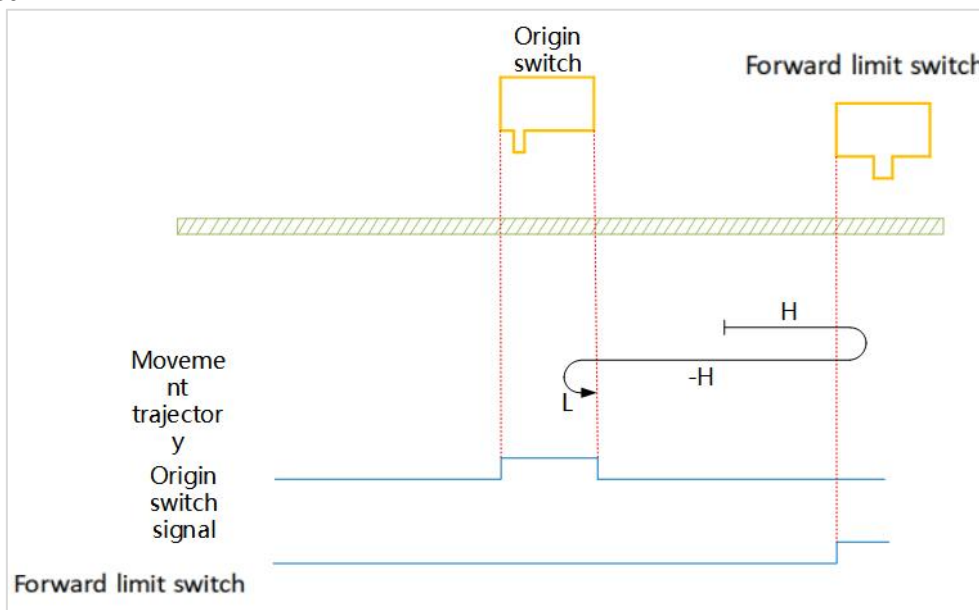 Origin
switch
Forward limit switch
H
-H
L
Moveme
nt
trajector
y
Origin
switch
signal
Forward limit switch